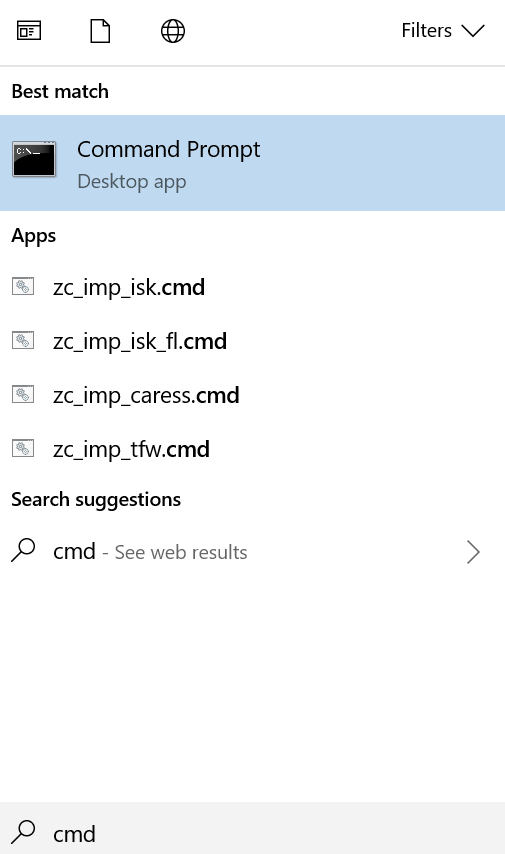 Filters
Best match
C:\_
Command Prompt
Desktop app
Apps
zc_imp_isk.cmd
zc_imp_isk_fl.cmd
zc_imp_caress.cmd
zc_imp_tfw.cmd
Search suggestions
cmd - See web results
cmd